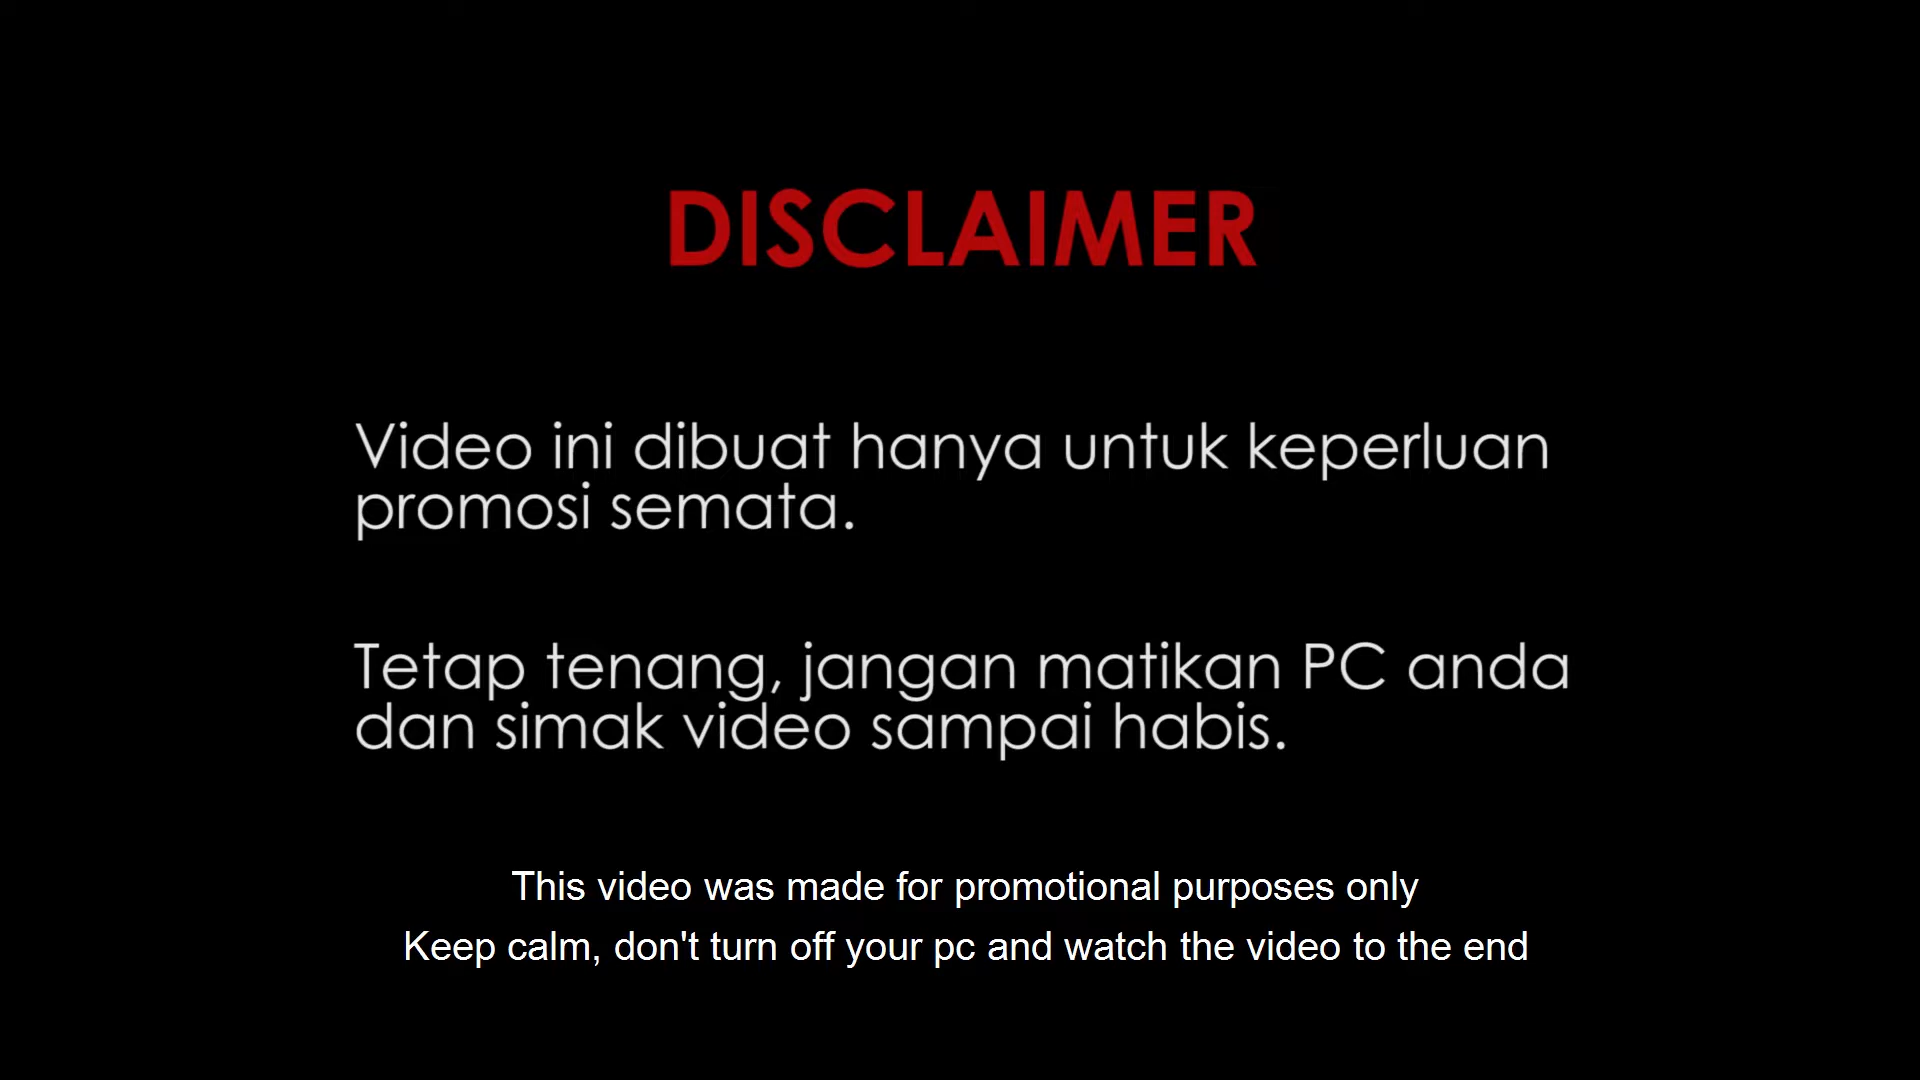 DISCLAIMER
Video ini dibuat hanya untuk keperluan
promosi semata.
Tetap tenang, jangan matikan PC anda
dan simak video sampai habis.
This video was made for promotional purposes only
Keep calm, don't turn off your pc and watch the video to the end